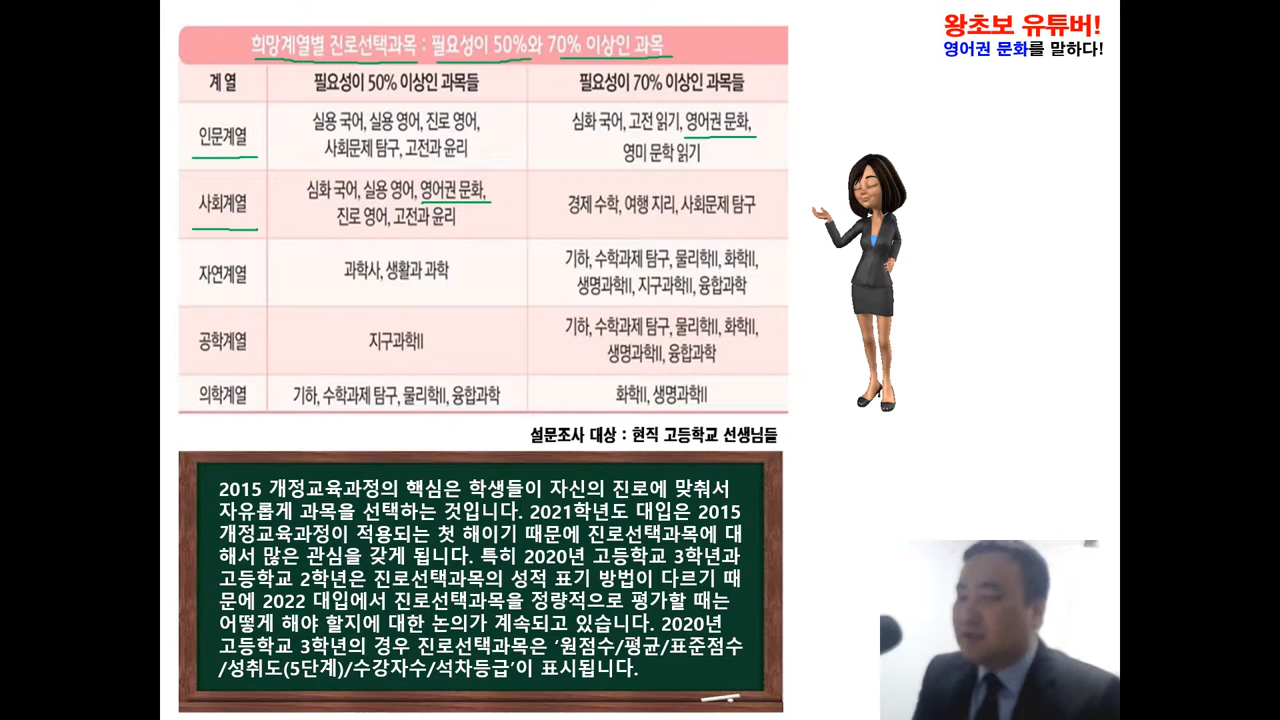 왕초보 유튜버!
영어권 문화를 말하다!
희망계열별 진로선택과목 : 필요성이 50%와 70% 이상인 과목
계 열 필요성이 50% 이상인 과목들 필요성이 70% 이상인 과목들
인문계열 실용 국어, 실용 영어, 진로 영어, 심화 국어, 고전 읽기, 영어권 문화,
사회문제 탐구, 고전과 윤리 영미 문학 읽기
사회계열 심화 국어, 실용 영어, 영어권 문화, 경제 수학, 여행 지리, 사회문제 탐구
진로 영어, 고전과 윤리
자연계열 과학사, 생활과 과학 기하, 수학과제 탐구, 물리학II, 화학II,
생명과학II, 지구과학II, 융합과학
공학계열 지구과학II 기하, 수학과제 탐구, 물리학II, 화학II,
생명과학II, 융합과학
의학계열 기하, 수학과제 탐구, 물리학II, 융합과학 화학II, 생명과학II
설문조사 대상 : 현직 고등학교 선생님들
2015 개정교육과정의 핵심은 학생들이 자신의 진로에 맞춰서
자유롭게 과목을 선택하는 것입니다. 2021학년도 대입은 2015
개정교육과정이 적용되는 첫 해이기 때문에 진로선택과목에 대
해서 많은 관심을 갖게 됩니다. 특히 2020년 고등학교 3학년과
고등학교 2학년은 진로선택과목의 성적 표기 방법이 다르기 때
문에 2022 대입에서 진로선택과목을 정량적으로 평가할 때는
어떻게 해야 할지에 대한 논의가 계속되고 있습니다. 2020년
고등학교 3학년의 경우 진로선택과목은 '원점수/평균/표준점수
/성취도(5단계)/수강자수/석차등급'이 표시됩니다.